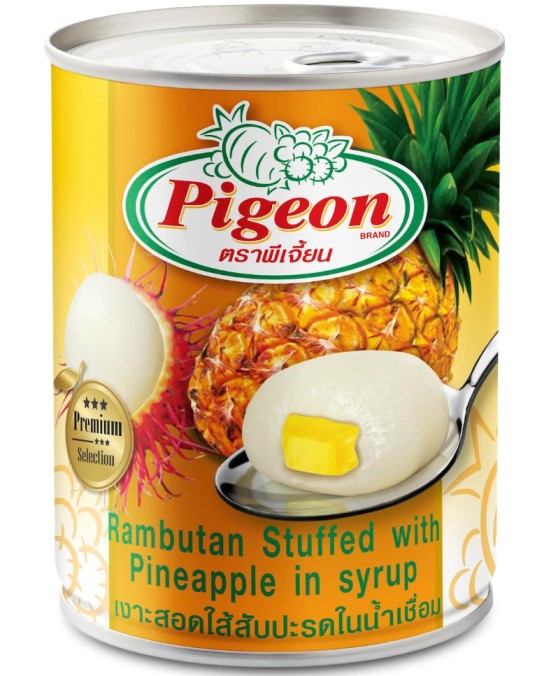 Pigeon
BRAND
ตราพีเจี้ยน
Premium
Selection
Rambutan Stuffed with
Pineapple in syrup
เงาะสอดใส้สับปะรดในน้ำเชื่อม